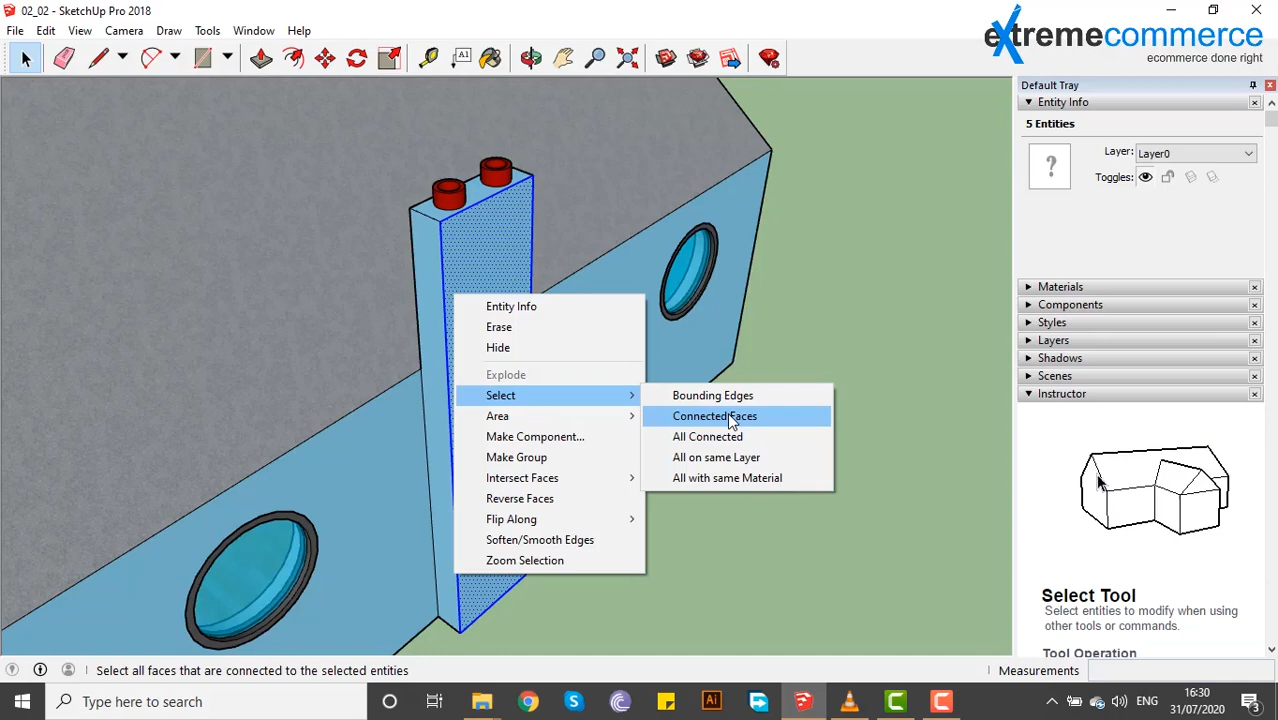 02_02 - SketchUp Pro 2018
extremecommerce
ecommerce done right
File Edit View Camera Draw Tools Window Help
A1
Default Tray
Entity Info
5 Entities
?
Layer: Layer0
Toggles:
Entity Info
Erase
Hide
Explode
Select
Area
Make Component...
Make Group
Intersect Faces
Reverse Faces
Flip Along
Soften/Smooth Edges
Zoom Selection
Bounding Edges
Connected Faces
All Connected
All on same Layer
All with same Material
Materials
Components
Styles
Layers
Shadows
Scenes
Instructor
Select Tool
Select entities to modify when using
other tools or commands.
Tool Operation
Select all faces that are connected to the selected entities
Measurements
Type here to search
Ai
ENG
16:30
31/07/2020
3